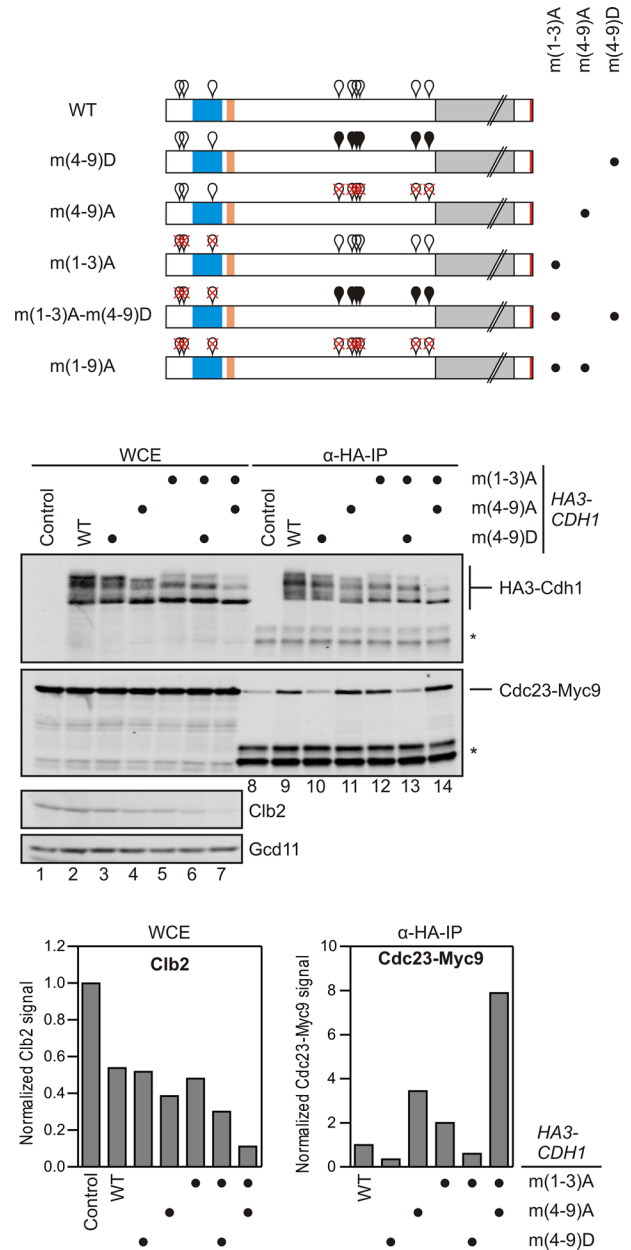 m(1-3)A
m(4-9)A
m(4-9)D
WT
m(4-9)D
m(4-9)A
m(1-3)A
m(1-3)A-m(4-9)D
m(1-9)A
WCE
α-HA-IP
Control
WT
Control
WT
m(1-3)A
m(4-9)A
m(4-9)D
HA3-
CDH1
HA3-Cdh1
*
Cdc23-Myc9
*
8 9 10 11 12 13 14
Clb2
Gcd11
1 2 3 4 5 6 7
WCE
Clb2
Normalized Clb2 signal
1.2
1.0
0.8
0.6
0.4
0.2
0.0
Control
WT
α-HA-IP
Cdc23-Myc9
Normalized Cdc23-Myc9 signal
10
8
6
4
2
0
WT
HA3-
CDH1
m(1-3)A
m(4-9)A
m(4-9)D